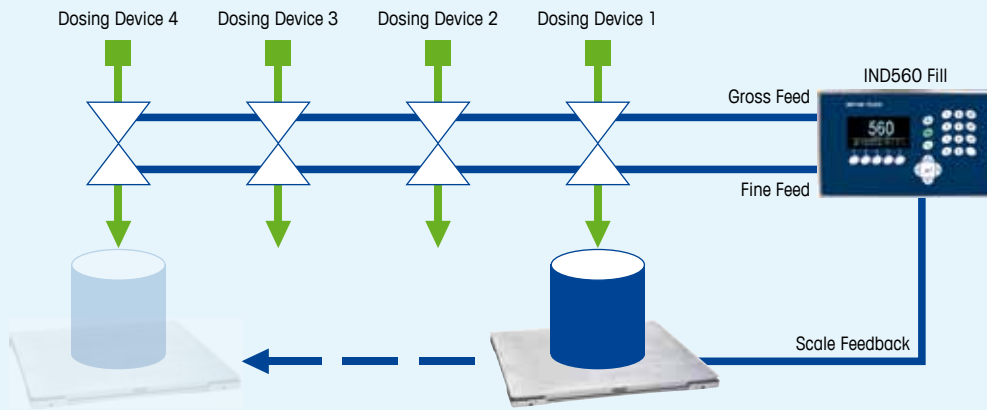 Dosing Device 4 Dosing Device 3 Dosing Device 2 Dosing Device 1
IND560 Fill
Gross Feed
560
Fine Feed
Scale Feedback